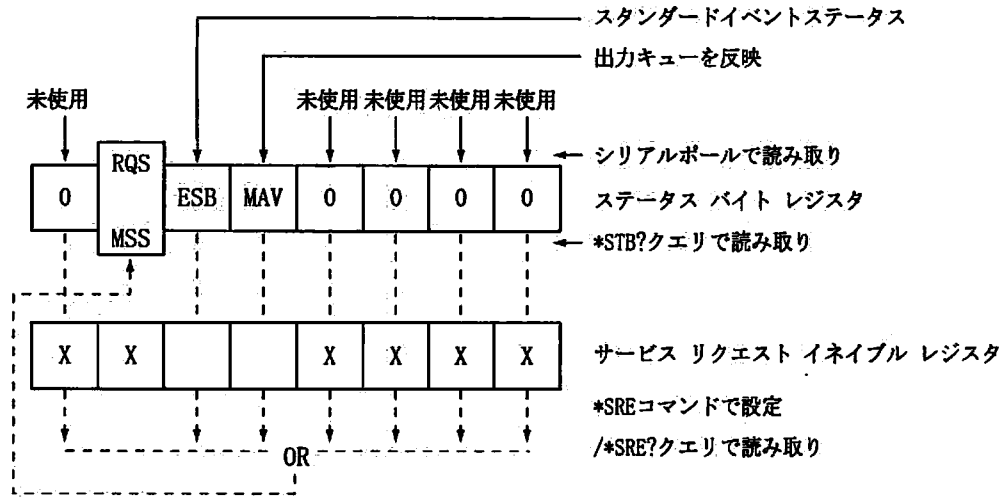 スタンダードイベントステータス
出力キューを反映
未使用 未使用 未使用 未使用 未使用
RQS
シリアルポールで読み取り
0 ESB MAV 0 0 0 0
ステータス バイト レジスタ
MSS
*STB?クエリで読み取り
X X X X X X
サービス リクエスト イネイブル レジスタ
*SREコマンドで設定
/*SRE?クエリで読み取り
OR